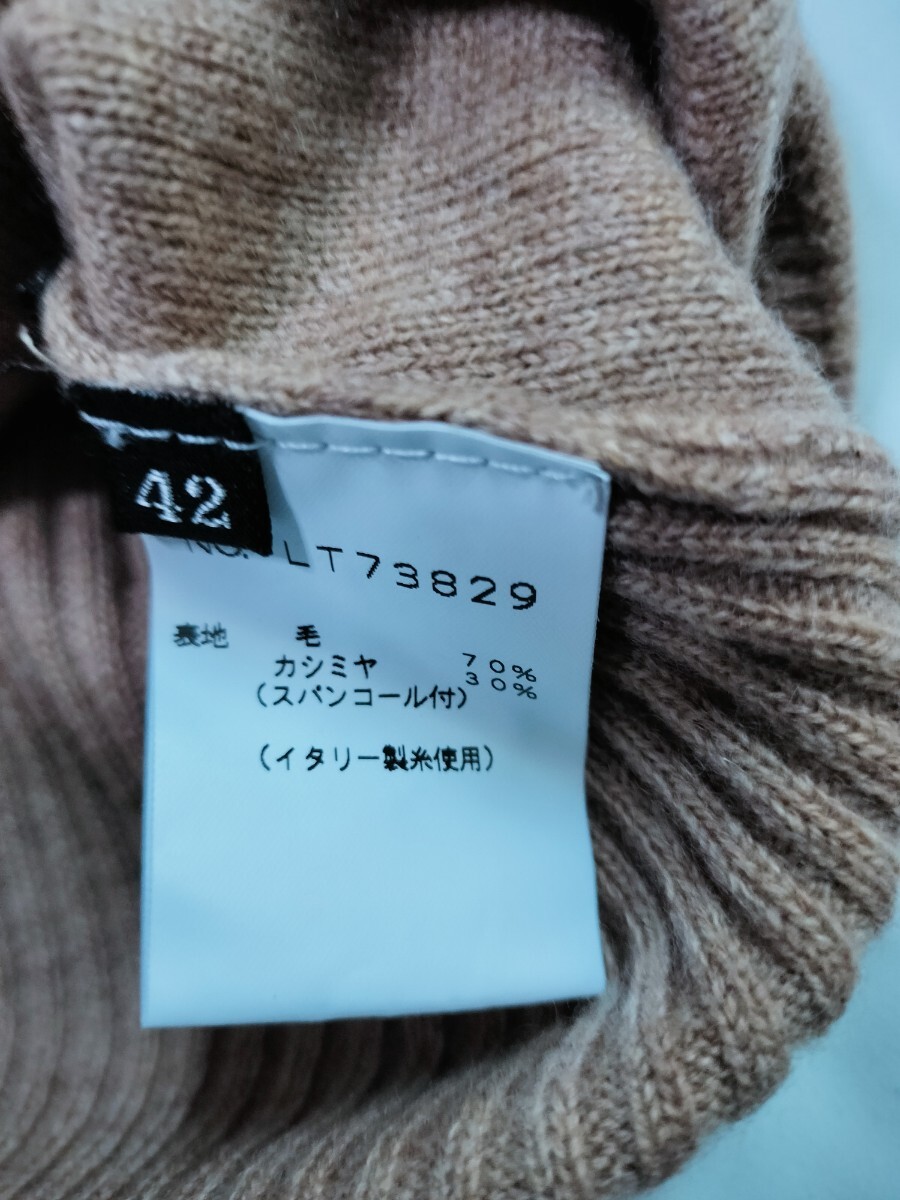 42
NO. LT73829
表地 毛 70%
カシミヤ 30%
(スパンコール付)
(イタリー製糸使用)